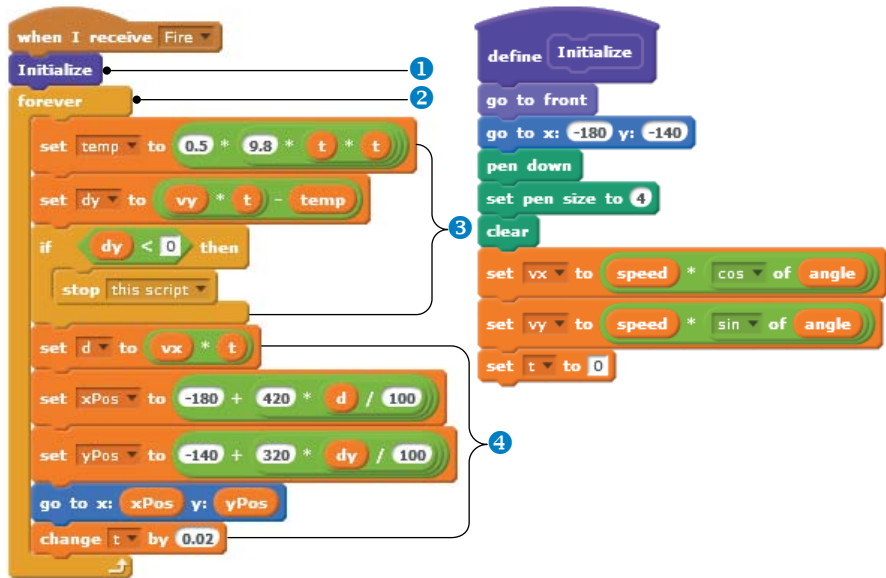 when I receive Fire
Initialize
1
forever
2
set temp to 0.5 * 9.8 * t * t
set dy to vy * t - temp
if dy < 0 then
stop this script
3
set d to vx * t
set xPos to -180 + 420 * d / 100
set yPos to -140 + 320 * dy / 100
4
go to x: xPos y: yPos
change t by 0.02
define Initialize
go to front
go to x: -180 y: -140
pen down
set pen size to 4
clear
set vx to speed * cos of angle
set vy to speed * sin of angle
set t to 0